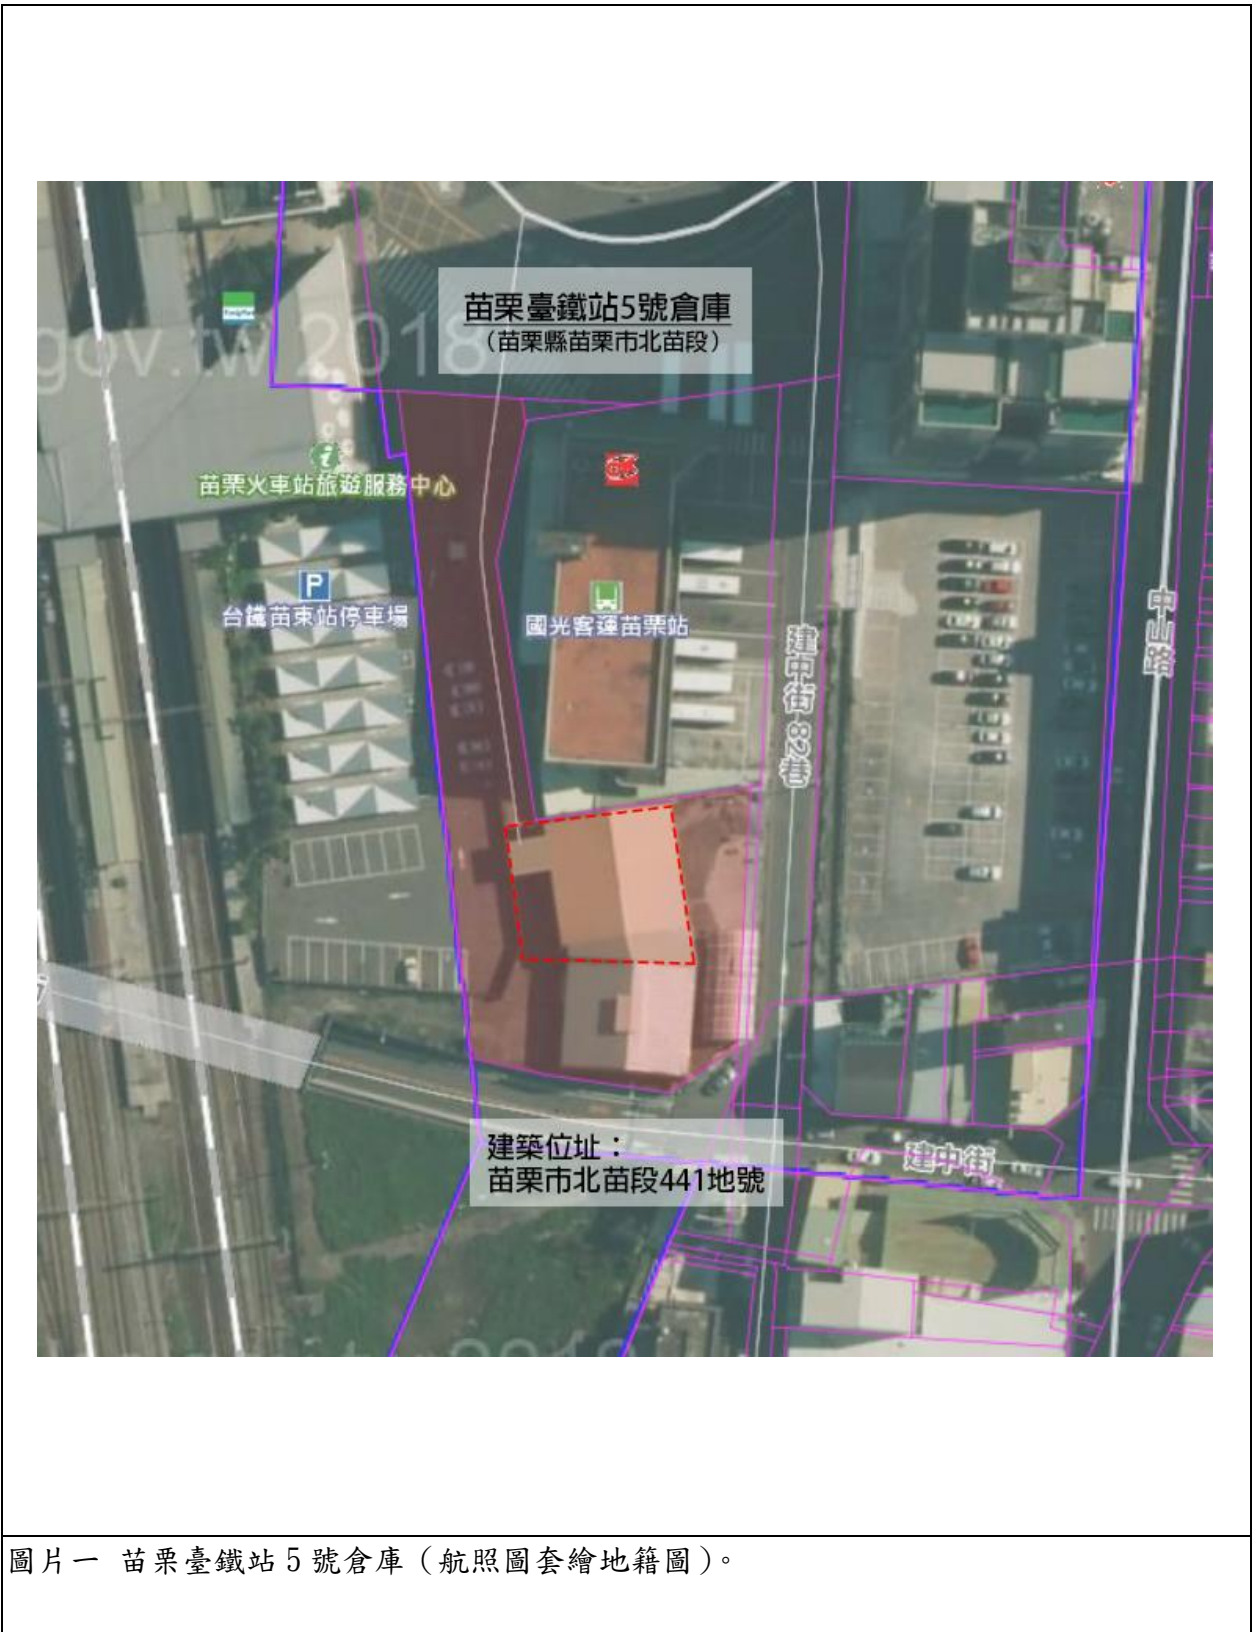 苗栗臺鐵站5號倉庫
（苗栗縣苗栗市北苗段）
gov.tw 2018
苗栗火車站旅遊服務中心
P
台鐵苗栗站停車場
國光客運苗栗站
建中街 82巷
中山路
建築位址：
苗栗市北苗段441地號
建中街
圖片一 苗栗臺鐵站 5 號倉庫（航照圖套繪地籍圖）。